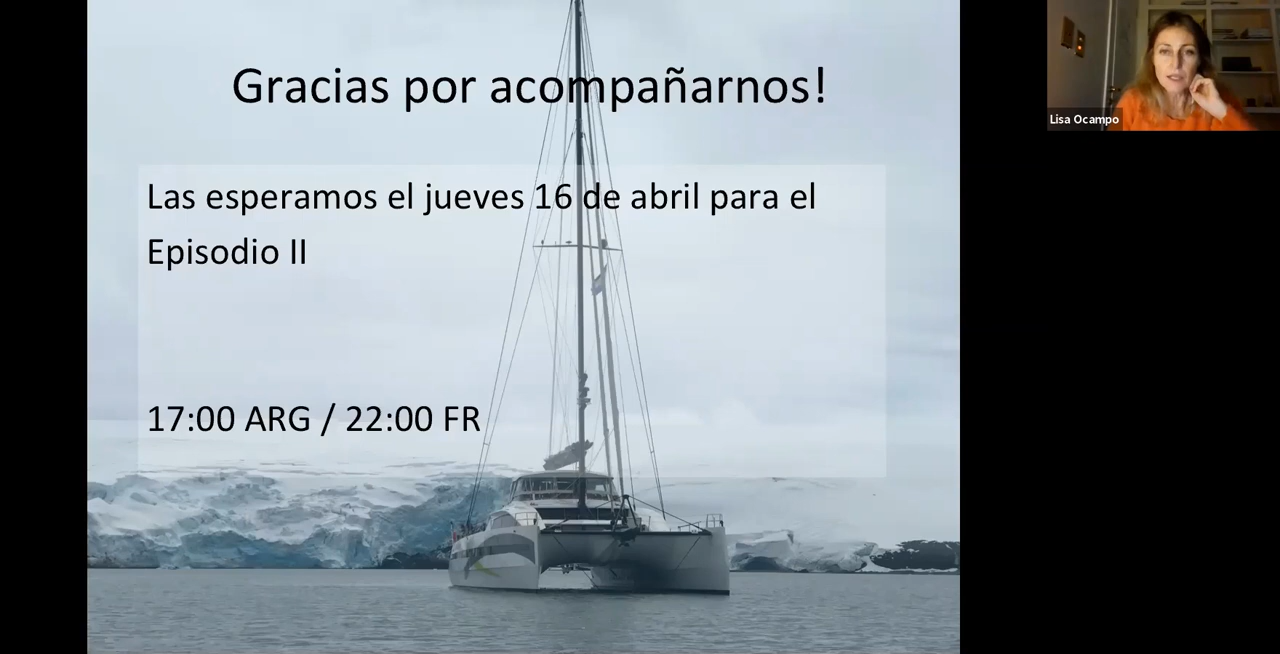 Gracias por acompañarnos!
Las esperamos el jueves 16 de abril para el
Episodio II
17:00 ARG / 22:00 FR
Lisa Ocampo